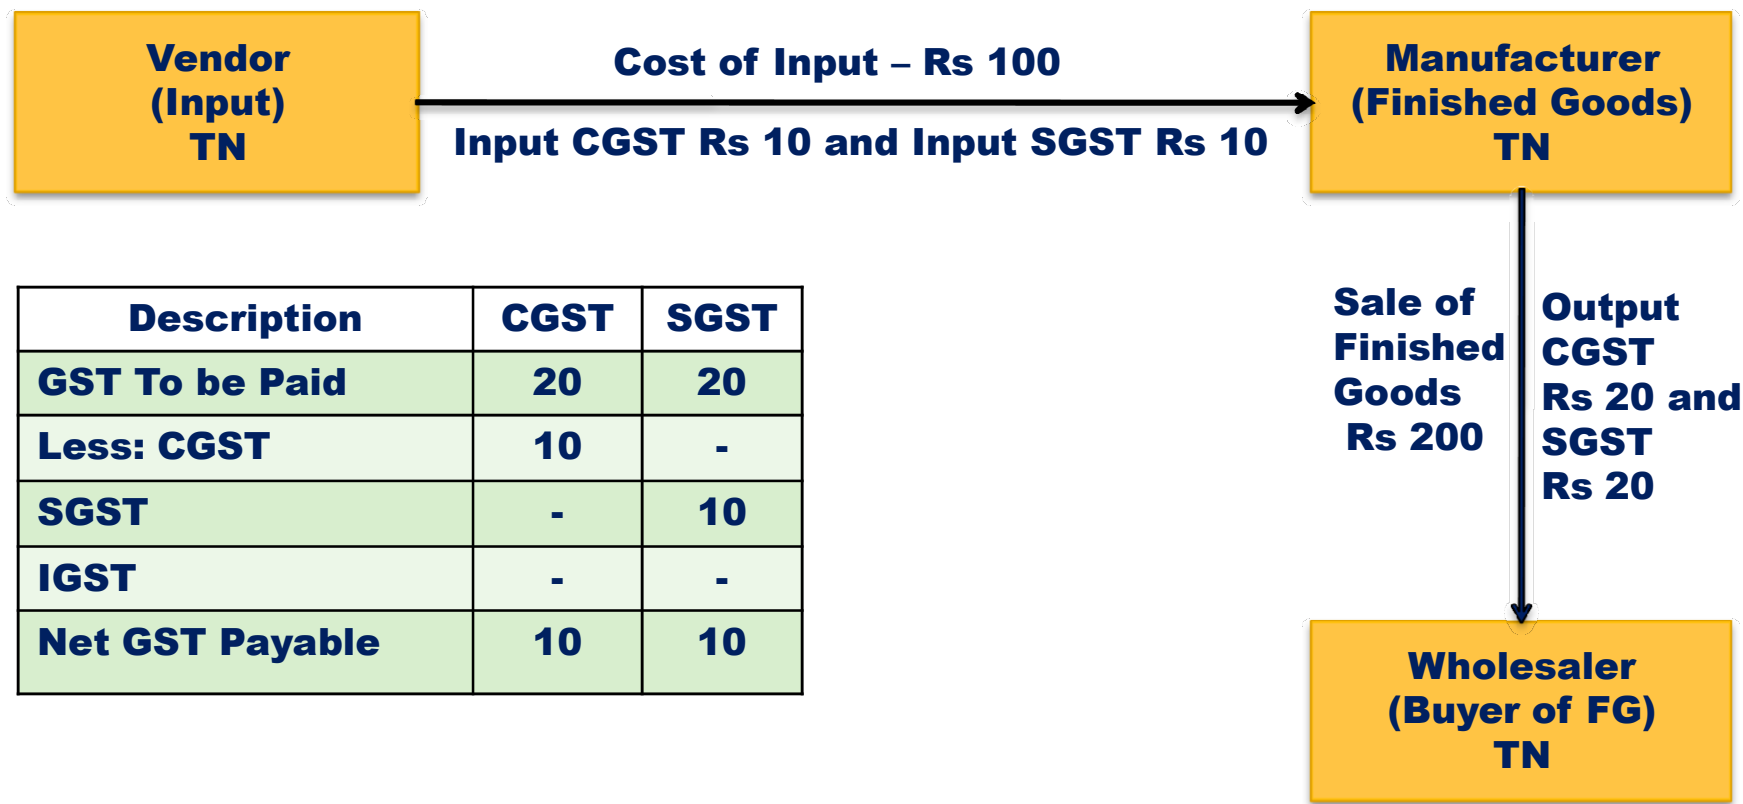 Vendor
(Input)
TN
Cost of Input – Rs 100
Input CGST Rs 10 and Input SGST Rs 10
Manufacturer
(Finished Goods)
TN
Sale of
Finished
Goods
Rs 200
Output
CGST
Rs 20 and
SGST
Rs 20
Description CGST SGST
GST To be Paid 20 20
Less: CGST 10 -
SGST - 10
IGST - -
Net GST Payable 10 10
Wholesaler
(Buyer of FG)
TN